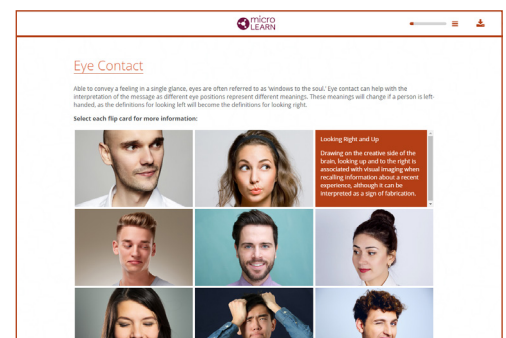 micro
LEARN
Eye Contact
Able to convey a feeling in a single glance, eyes are often referred to as 'windows to the soul.' Eye contact can help with the
interpretation of the message as different eye positions represent different meanings. These meanings will change if a person is left-
handed, as the definitions for looking left will become the definitions for looking right.
Select each flip card for more information:
Looking Right and Up
Drawing on the creative side of the
brain, looking up and to the right is
associated with visual imaging when
recalling information about a recent
experience, although it can be
interpreted as a sign of fabrication.